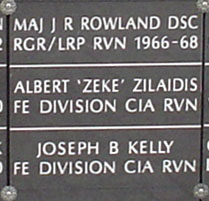 MAJ J R ROWLAND DSC
RGR/LRP RVN 1966-68
ALBERT 'ZEKE' ZILAIDIS
FE DIVISION CIA RVN
JOSEPH B KELLY
FE DIVISION CIA RVN